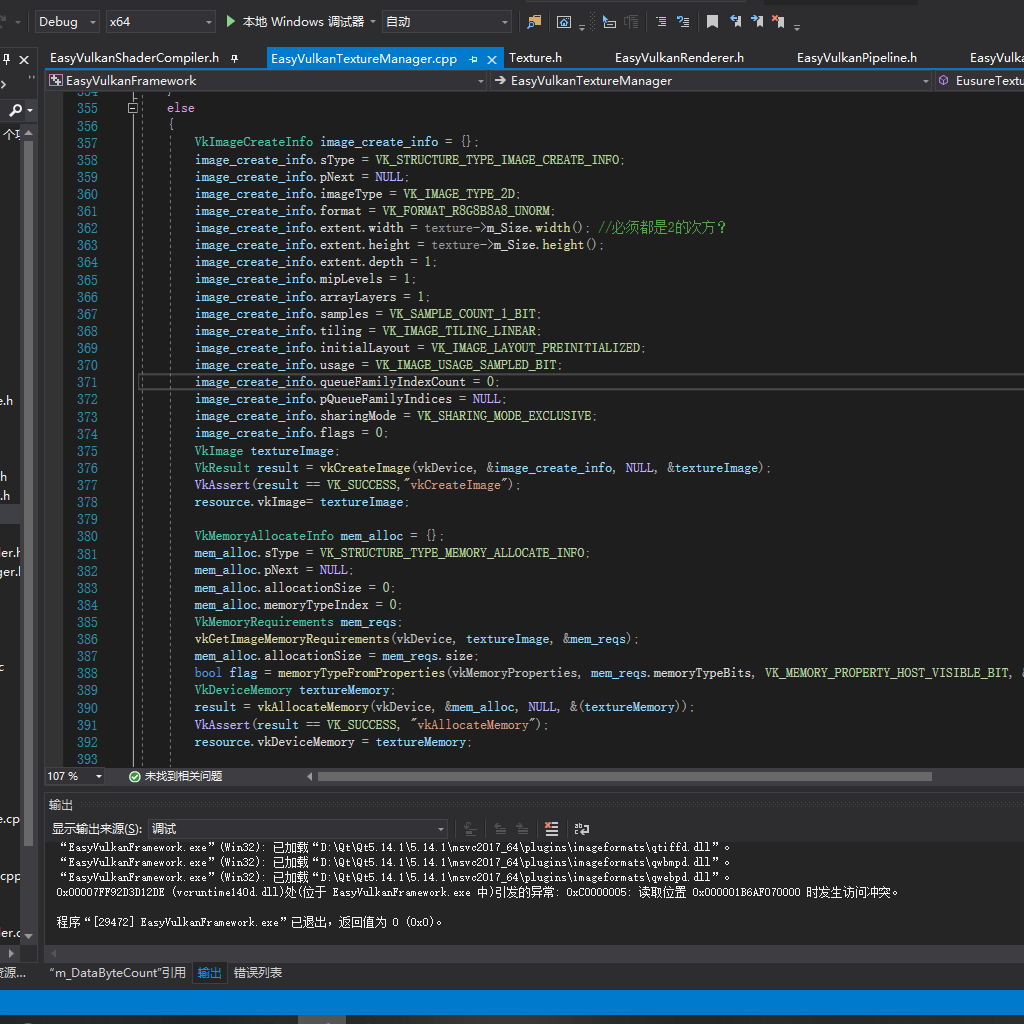 Debug
x64
本地 Windows 调试器
自动
EasyVulkanShaderCompiler.h
EasyVulkanTextureManager.cpp
Texture.h
EasyVulkanRenderer.h
EasyVulkanPipeline.h
EasyVulka
EasyVulkanFramework
EasyVulkanTextureManager
EusureTextu
个项
e.h
h
.h
er.h
ger.l
c
e.cp
cpp
er.c
354 }
355 else
356 {
357 VkImageCreateInfo image_create_info = {};
358 image_create_info.sType = VK_STRUCTURE_TYPE_IMAGE_CREATE_INFO;
359 image_create_info.pNext = NULL;
360 image_create_info.imageType = VK_IMAGE_TYPE_2D;
361 image_create_info.format = VK_FORMAT_R8G8B8A8_UNORM;
362 image_create_info.extent.width = texture->m_Size.width(); //必须都是2的次方?
363 image_create_info.extent.height = texture->m_Size.height();
364 image_create_info.extent.depth = 1;
365 image_create_info.mipLevels = 1;
366 image_create_info.arrayLayers = 1;
367 image_create_info.samples = VK_SAMPLE_COUNT_1_BIT;
368 image_create_info.tiling = VK_IMAGE_TILING_LINEAR;
369 image_create_info.initialLayout = VK_IMAGE_LAYOUT_PREINITIALIZED;
370 image_create_info.usage = VK_IMAGE_USAGE_SAMPLED_BIT;
371 image_create_info.queueFamilyIndexCount = 0;
372 image_create_info.pQueueFamilyIndices = NULL;
373 image_create_info.sharingMode = VK_SHARING_MODE_EXCLUSIVE;
374 image_create_info.flags = 0;
375 VkImage textureImage;
376 VkResult result = vkCreateImage(vkDevice, &image_create_info, NULL, &textureImage);
377 VkAssert(result == VK_SUCCESS,"vkCreateImage");
378 resource.vkImage= textureImage;
379
380 VkMemoryAllocateInfo mem_alloc = {};
381 mem_alloc.sType = VK_STRUCTURE_TYPE_MEMORY_ALLOCATE_INFO;
382 mem_alloc.pNext = NULL;
383 mem_alloc.allocationSize = 0;
384 mem_alloc.memoryTypeIndex = 0;
385 VkMemoryRequirements mem_reqs;
386 vkGetImageMemoryRequirements(vkDevice, textureImage, &mem_reqs);
387 mem_alloc.allocationSize = mem_reqs.size;
388 bool flag = memoryTypeFromProperties(vkMemoryProperties, mem_reqs.memoryTypeBits, VK_MEMORY_PROPERTY_HOST_VISIBLE_BIT, &
389 VkDeviceMemory textureMemory;
390 result = vkAllocateMemory(vkDevice, &mem_alloc, NULL, &(textureMemory));
391 VkAssert(result == VK_SUCCESS, "vkAllocateMemory");
392 resource.vkDeviceMemory = textureMemory;
393
107 %
未找到相关问题
输出
显示输出来源(S): 调试
“EasyVulkanFramework.exe”(Win32): 已加载“D:\Qt\Qt5.14.1\5.14.1\msvc2017_64\plugins\imageformats\qtiffd.dll”。
“EasyVulkanFramework.exe”(Win32): 已加载“D:\Qt\Qt5.14.1\5.14.1\msvc2017_64\plugins\imageformats\qwbmpd.dll”。
“EasyVulkanFramework.exe”(Win32): 已加载“D:\Qt\Qt5.14.1\5.14.1\msvc2017_64\plugins\imageformats\qwebpd.dll”。
0x00007FF92D3D12DE (vcruntime140d.dll)处(位于 EasyVulkanFramework.exe 中)引发的异常: 0xC0000005: 读取位置 0x000001B6AF070000 时发生访问冲突。
程序“[29472] EasyVulkanFramework.exe”已退出，返回值为 0 (0x0)。
资源...
“m_DataByteCount”引用
输出
错误列表